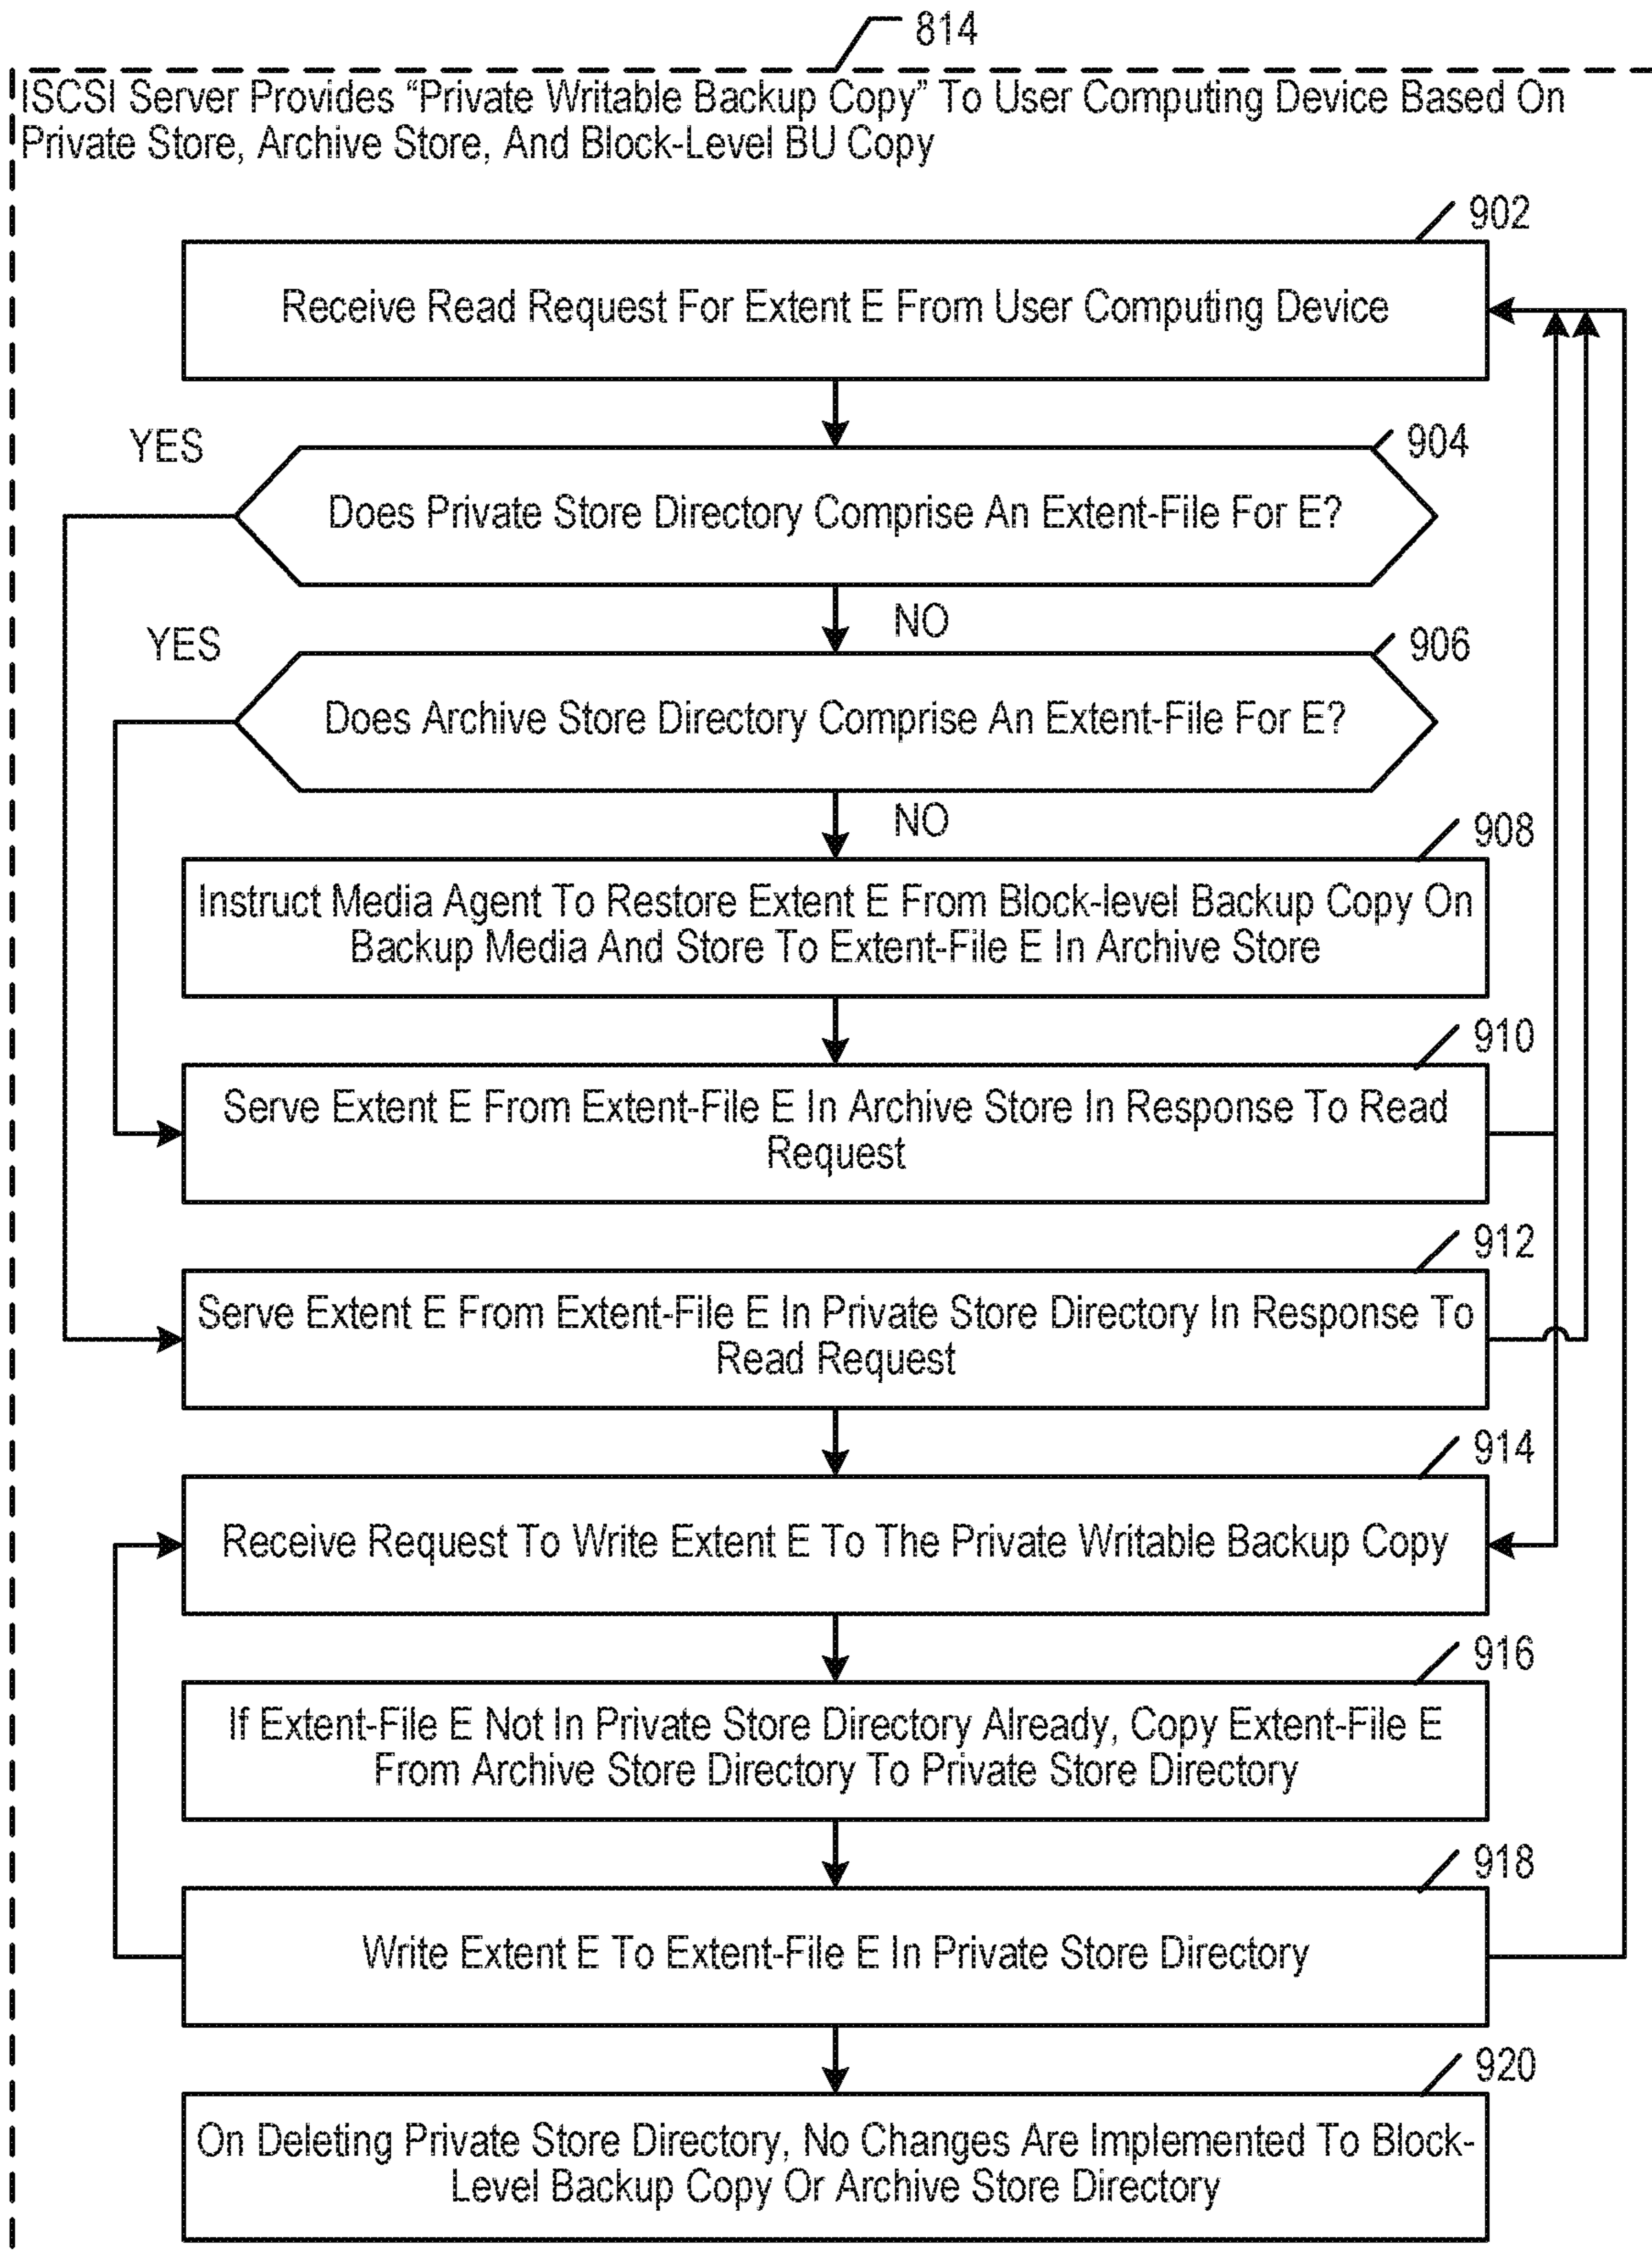 814
ISCSI Server Provides “Private Writable Backup Copy” To User Computing Device Based On
Private Store, Archive Store, And Block-Level BU Copy
902
Receive Read Request For Extent E From User Computing Device
YES
904
Does Private Store Directory Comprise An Extent-File For E?
NO
YES
906
Does Archive Store Directory Comprise An Extent-File For E?
NO
908
Instruct Media Agent To Restore Extent E From Block-level Backup Copy On
Backup Media And Store To Extent-File E In Archive Store
910
Serve Extent E From Extent-File E In Archive Store In Response To Read
Request
912
Serve Extent E From Extent-File E In Private Store Directory In Response To
Read Request
914
Receive Request To Write Extent E To The Private Writable Backup Copy
916
If Extent-File E Not In Private Store Directory Already, Copy Extent-File E
From Archive Store Directory To Private Store Directory
918
Write Extent E To Extent-File E In Private Store Directory
920
On Deleting Private Store Directory, No Changes Are Implemented To Block-
Level Backup Copy Or Archive Store Directory